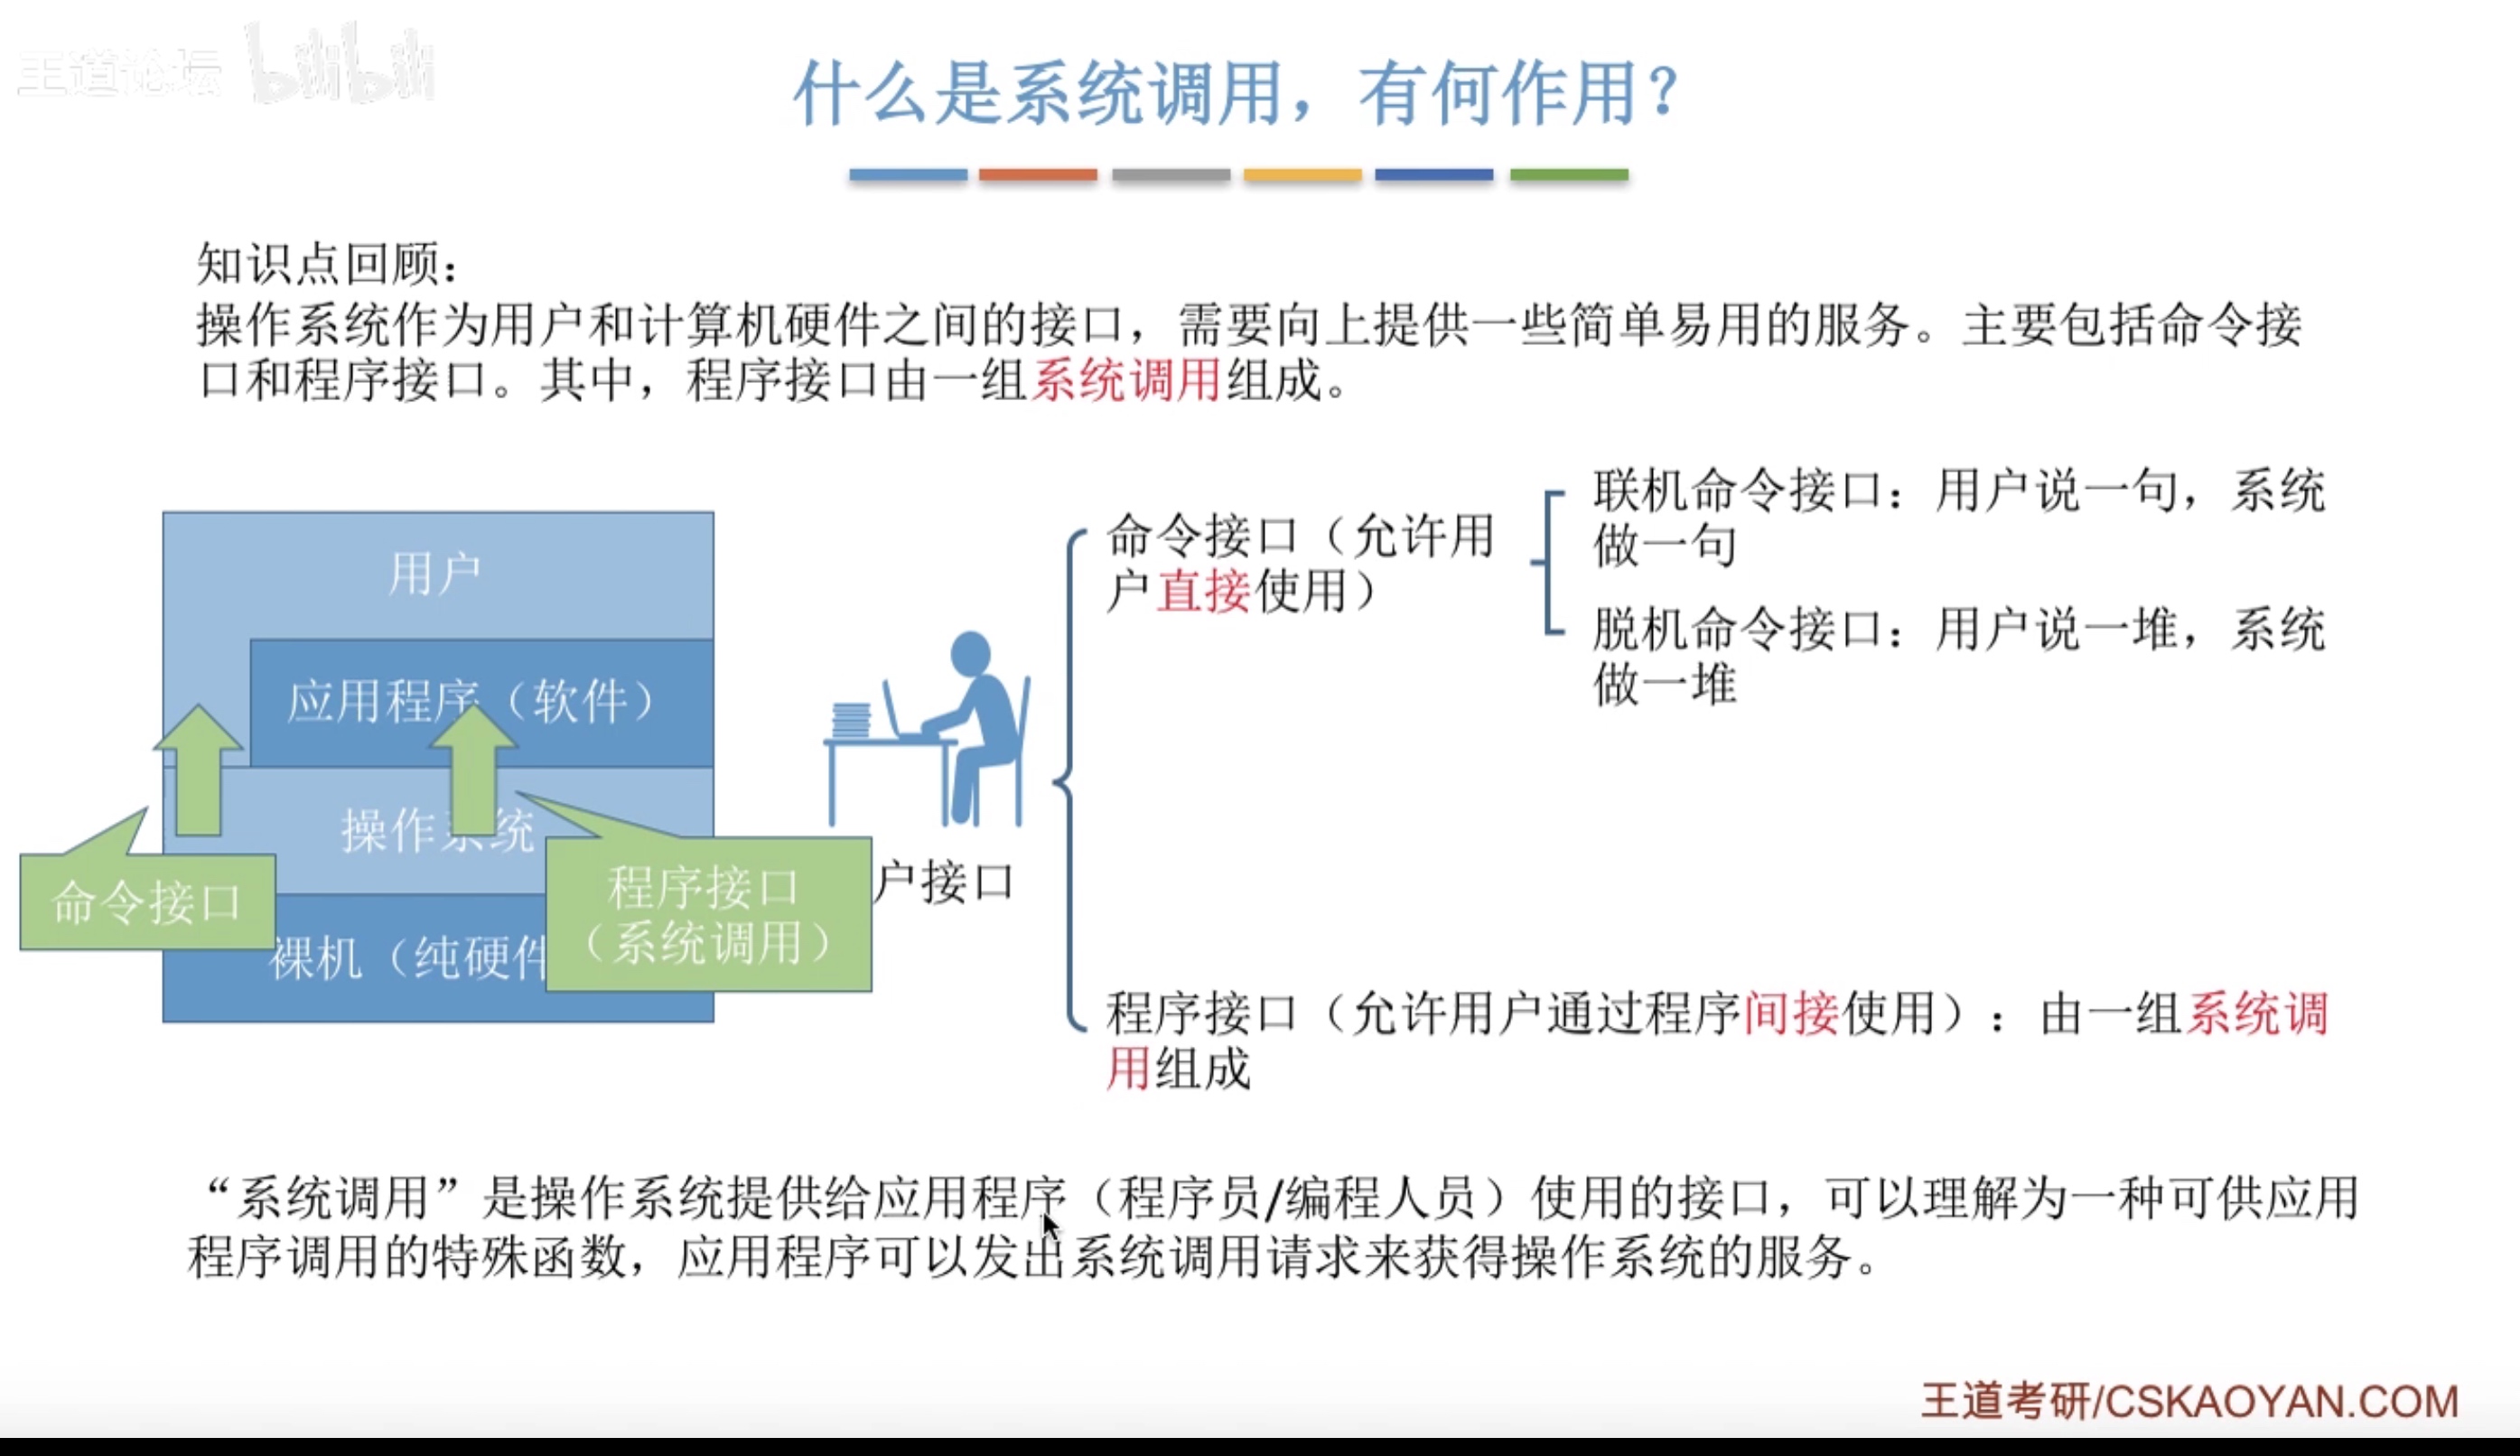 王道论坛 bilibili
什么是系统调用，有何作用？
知识点回顾：
操作系统作为用户和计算机硬件之间的接口，需要向上提供一些简单易用的服务。主要包括命令接
口和程序接口。其中，程序接口由一组系统调用组成。
用户
应用程序（软件）
操作系统
裸机（纯硬件
命令接口
程序接口
（系统调用）
户接口
命令接口（允许用
户直接使用）
联机命令接口：用户说一句，系统
做一句
脱机命令接口：用户说一堆，系统
做一堆
程序接口（允许用户通过程序间接使用）：由一组系统调
用组成
“系统调用”是操作系统提供给应用程序（程序员/编程人员）使用的接口，可以理解为一种可供应用
程序调用的特殊函数，应用程序可以发出系统调用请求来获得操作系统的服务。
王道考研/CSKAOYAN.COM